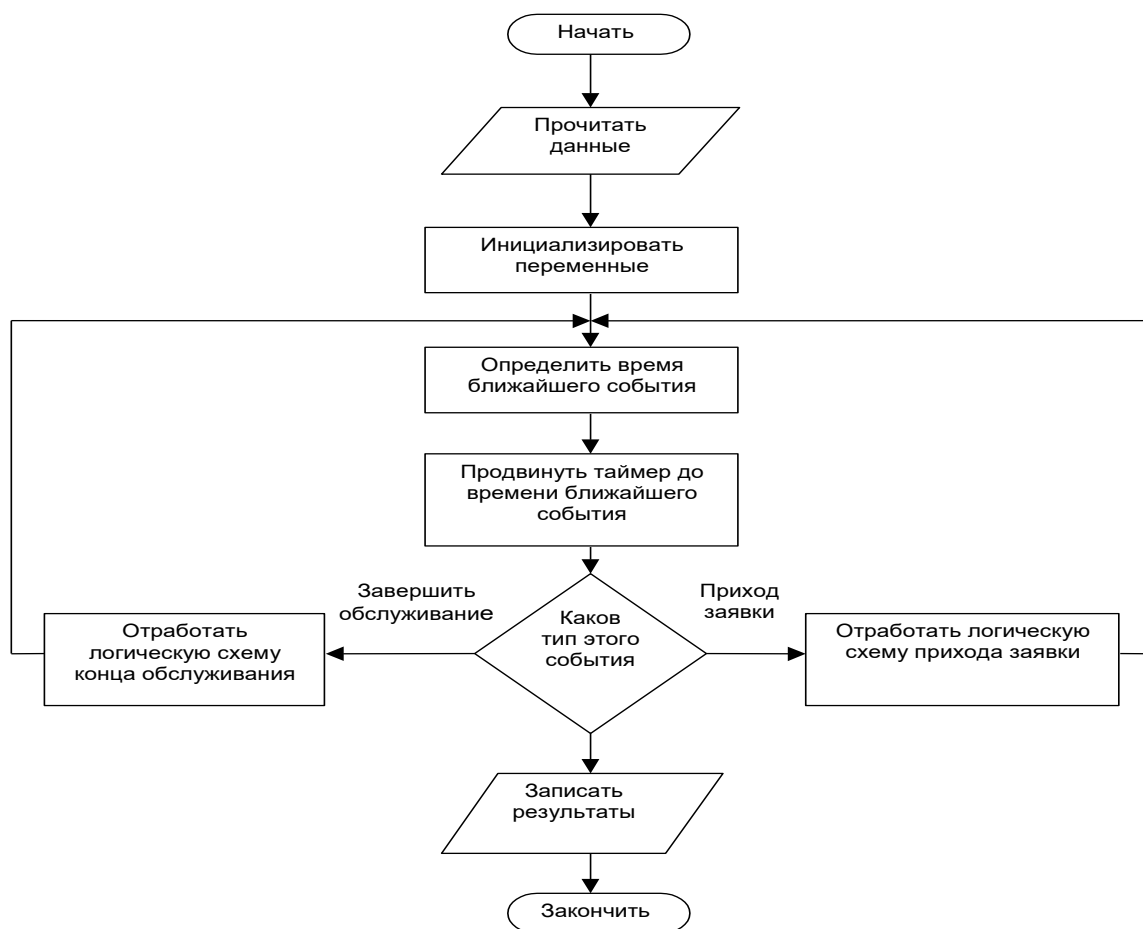 Начать
Прочитать
данные
Инициализировать
переменные
Определить время
ближайшего события
Продвинуть таймер до
времени ближайшего
события
Завершить
обслуживание
Приход
заявки
Каков
тип этого
события
Отработать
логическую схему
конца обслуживания
Отработать логическую
схему прихода заявки
Записать
результаты
Закончить